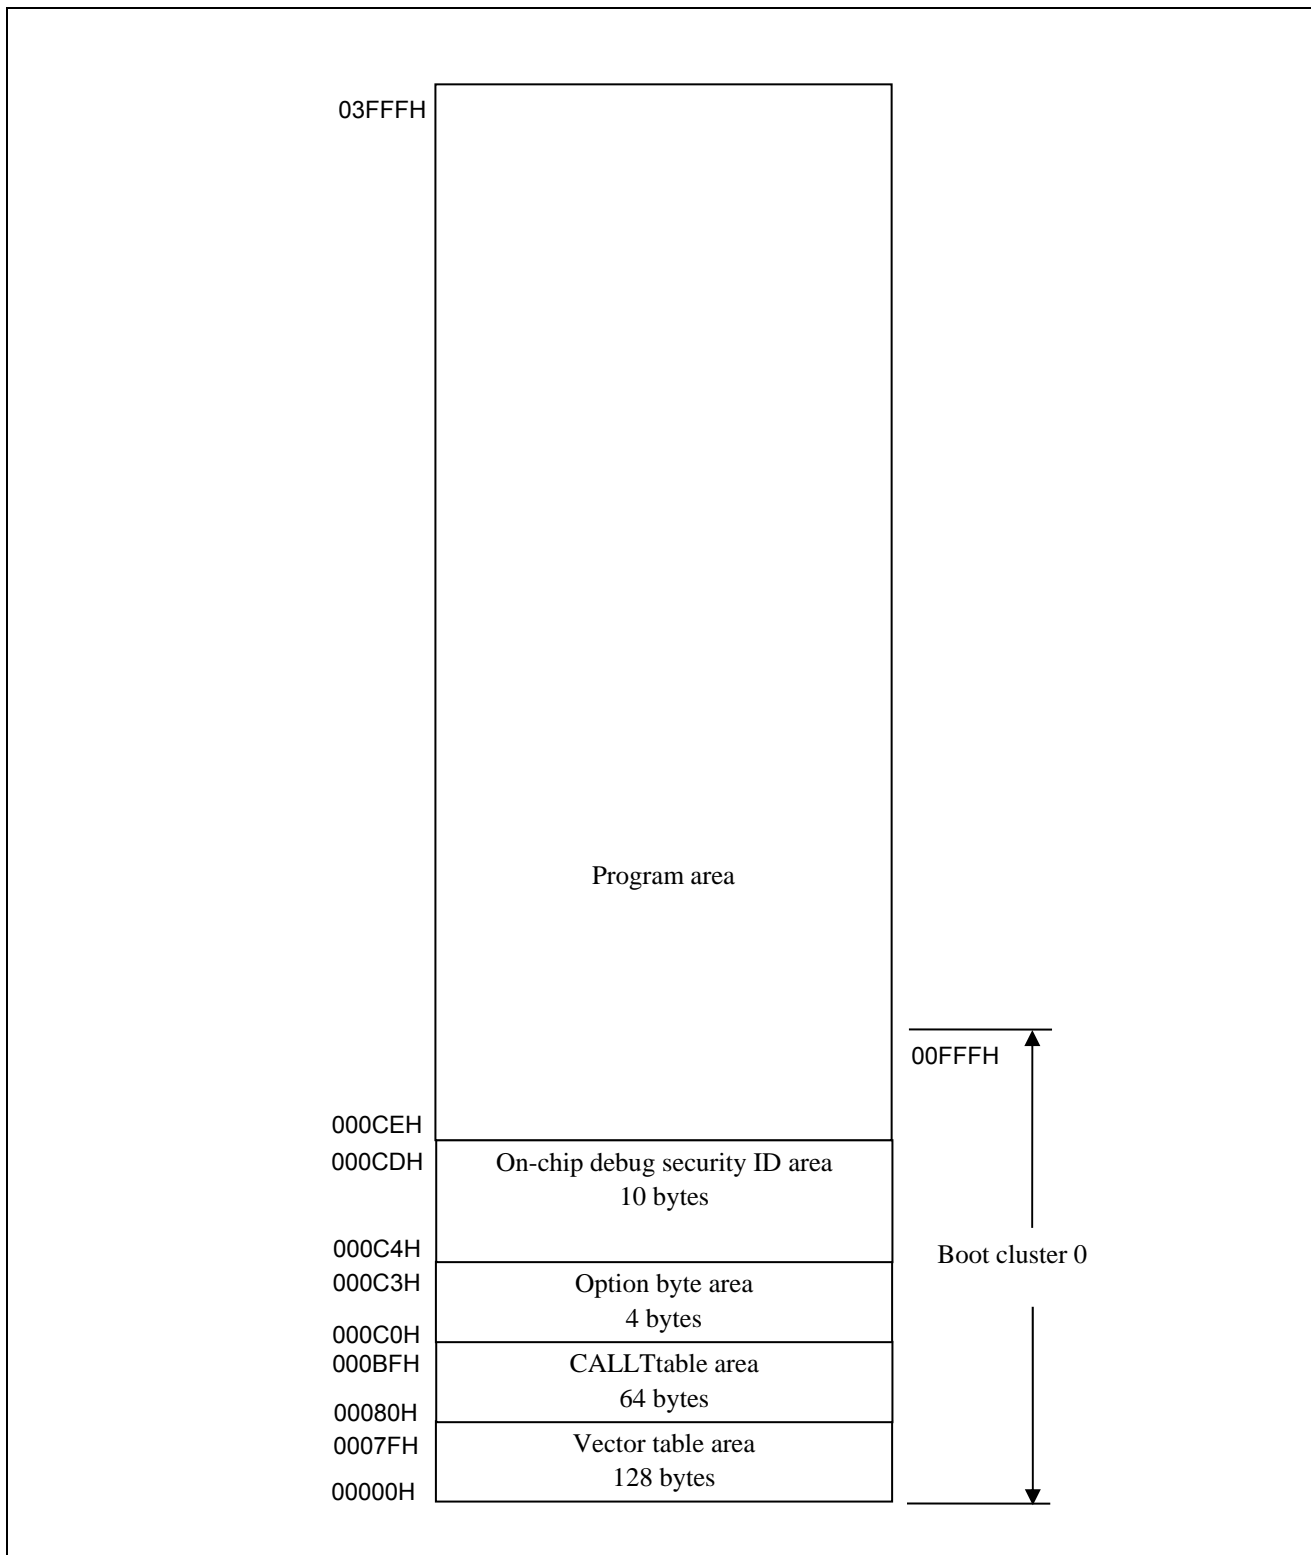 03FFFH
Program area
00FFFH
000CEH
000CDH
On-chip debug security ID area
10 bytes
000C4H
Boot cluster 0
000C3H
Option byte area
4 bytes
000C0H
000BFH
CALLTtable area
64 bytes
00080H
0007FH
Vector table area
128 bytes
00000H